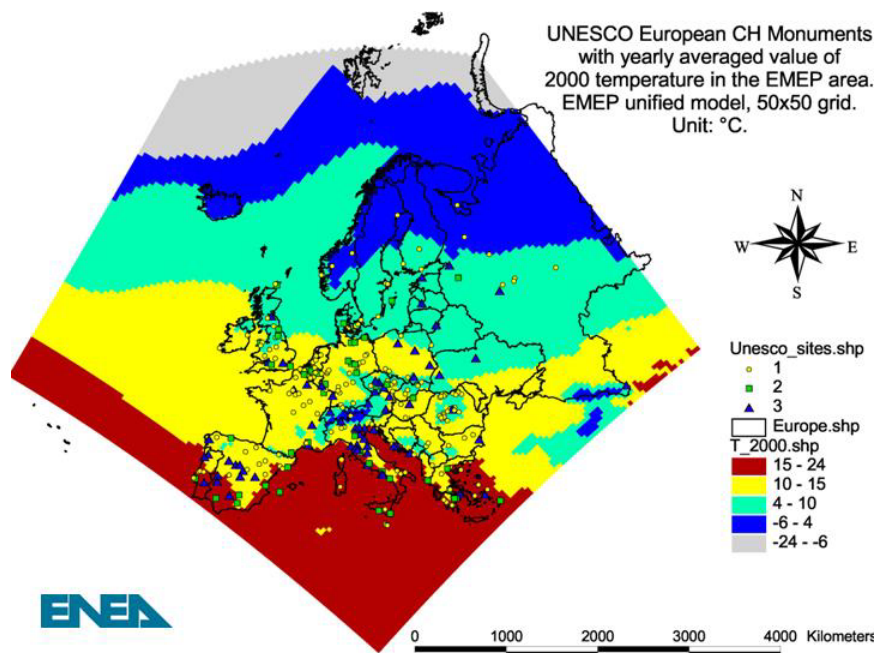 UNESCO European CH Monuments
with yearly averaged value of
2000 temperature in the EMEP area.
EMEP unified model, 50x50 grid.
Unit: °C.
N
W E
S
Unesco_sites.shp
1
2
3
Europe.shp
T_2000.shp
15 - 24
10 - 15
4 - 10
-6 - 4
-24 - -6
ENEA
0 1000 2000 3000 4000 Kilometers